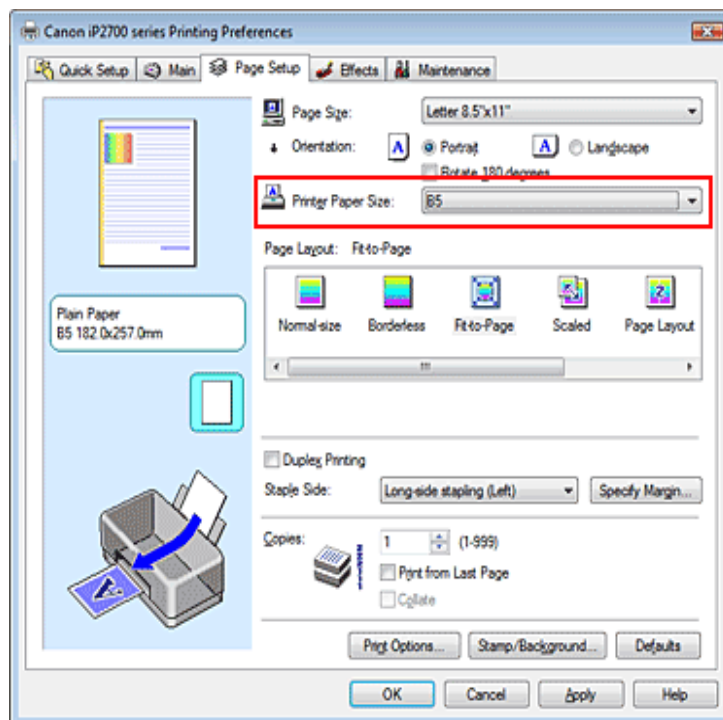 Canon iP2700 series Printing Preferences
Quick Setup Main Page Setup Effects Maintenance
Page Size: Letter 8.5"x11"
Orientation: A Portrait A Landscape
Rotate 180 degrees
Printer Paper Size: B5
Page Layout: Fit-to-Page
Normal-size Borderless Fit-to-Page Scaled Page Layout
Plain Paper
B5 182.0x257.0mm
Duplex Printing
Staple Side: Long-side stapling (Left) Specify Margin...
Copies: 1 (1-999)
Print from Last Page
Collate
Print Options... Stamp/Background... Defaults
OK Cancel Apply Help